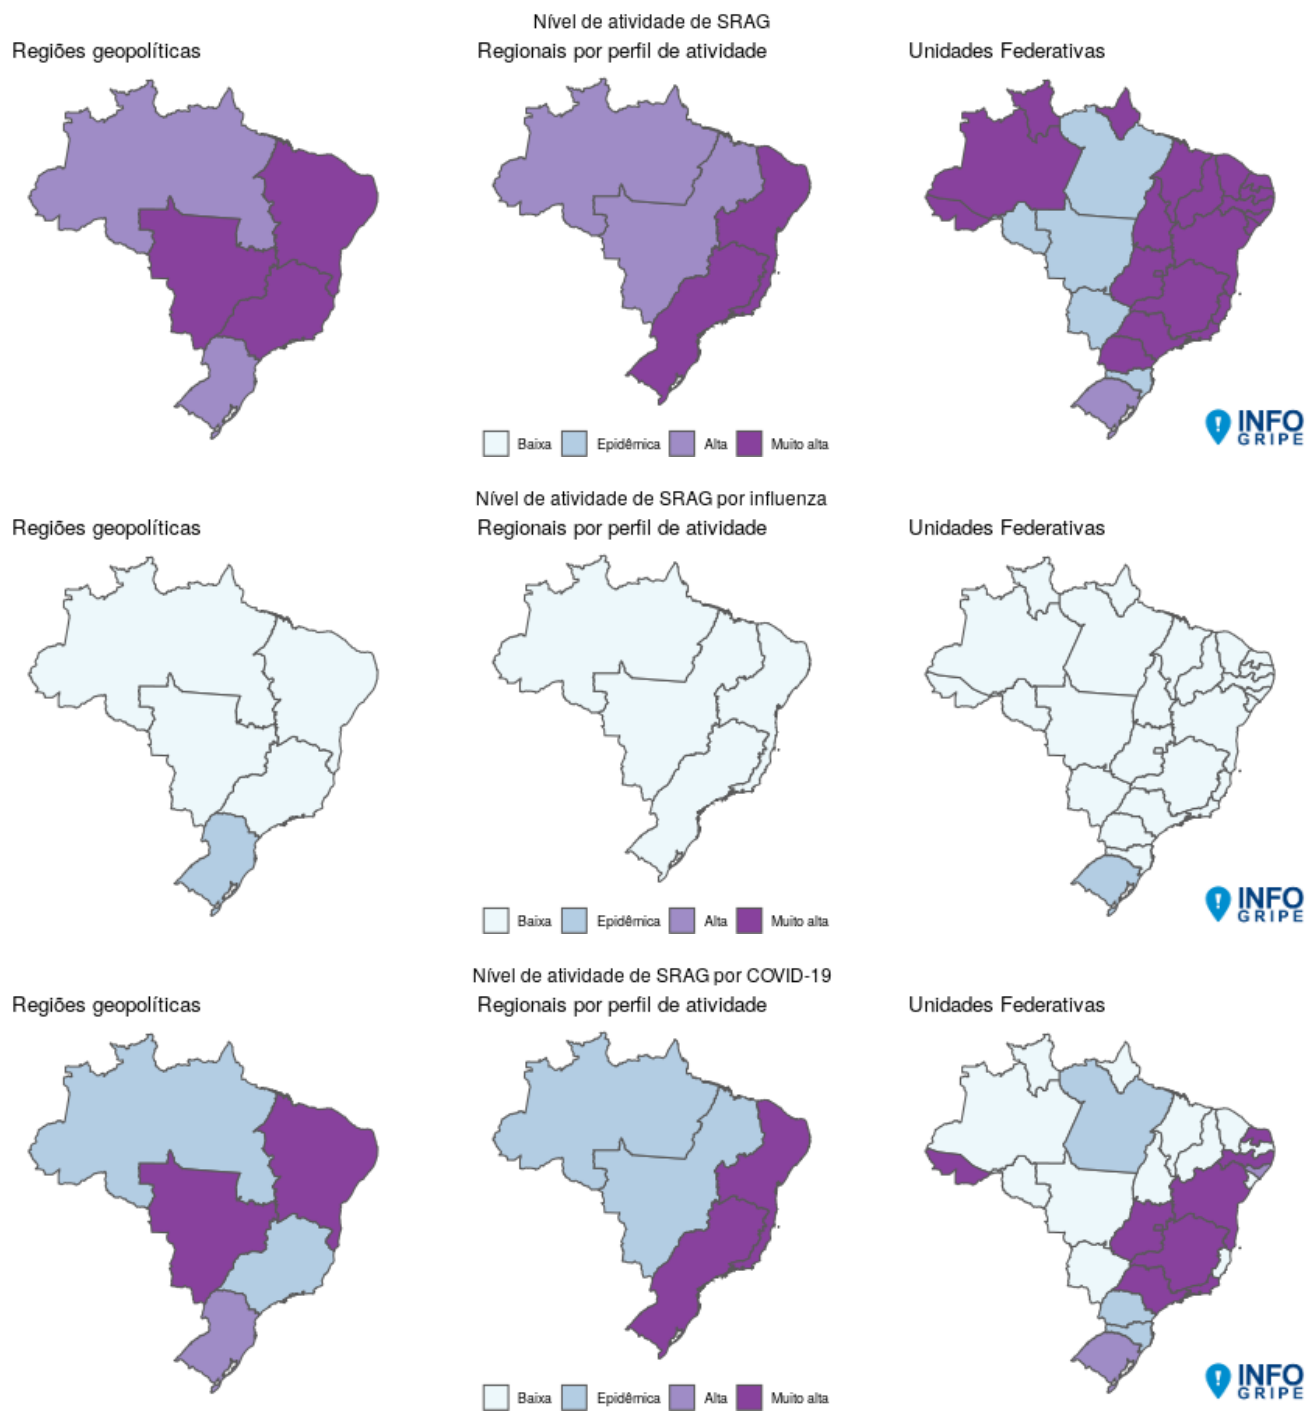 Nível de atividade de SRAG
Regiões geopolíticas
Regionais por perfil de atividade
Unidades Federativas
Baixa
Epidêmica
Alta
Muito alta
INFO
GRIPE
Nível de atividade de SRAG por influenza
Regiões geopolíticas
Regionais por perfil de atividade
Unidades Federativas
Baixa
Epidêmica
Alta
Muito alta
INFO
GRIPE
Nível de atividade de SRAG por COVID-19
Regiões geopolíticas
Regionais por perfil de atividade
Unidades Federativas
Baixa
Epidêmica
Alta
Muito alta
INFO
GRIPE